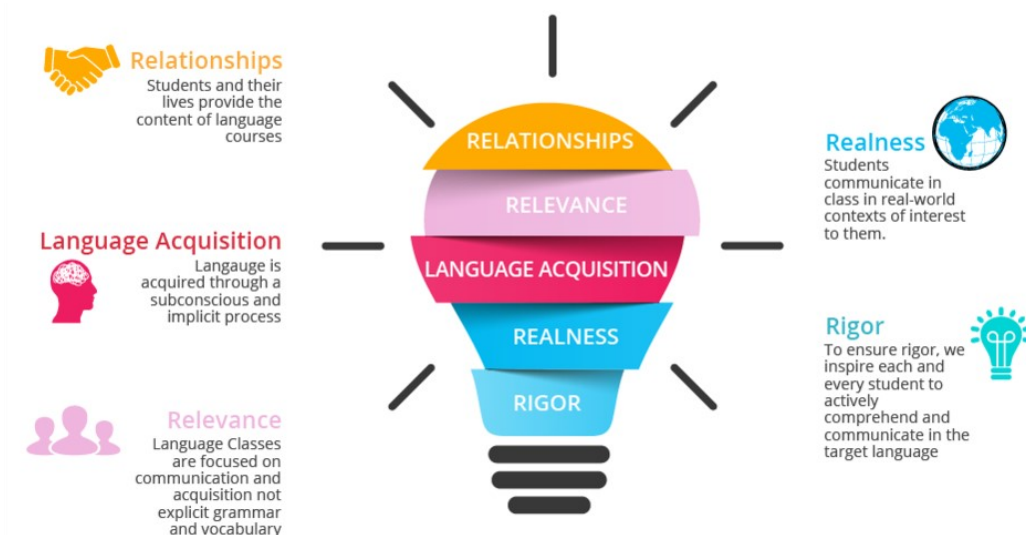 Relationships
Students and their
lives provide the
content of language
courses
Language Acquisition
Langauge is
acquired through a
subconscious and
implicit process
Relevance
Language Classes
are focused on
communication and
acquisition not
explicit grammar
and vocabulary
RELATIONSHIPS
RELEVANCE
LANGUAGE ACQUISITION
REALNESS
RIGOR
Realness
Students
communicate in
class in real-world
contexts of interest
to them.
Rigor
To ensure rigor, we
inspire each and
every student to
actively
comprehend and
communicate in the
target language